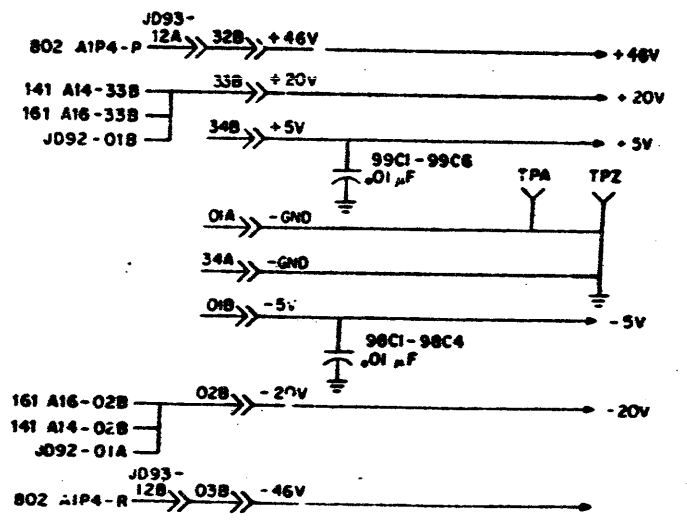 JD93-
802 A1P4-P 12A 32B +46V +46V
141 A14-33B 33B +20V +20V
161 A16-33B
JD92-01B
34B +5V +5V
99C1-99C6
.01 µF
TPA TPZ
01A -GND
34A -GND
01B -5V -5V
98C1-98C4
.01 µF
161 A16-02B 02B -20V -20V
141 A14-02B
JD92-01A
JD93-
802 A1P4-R 12B 03B -46V